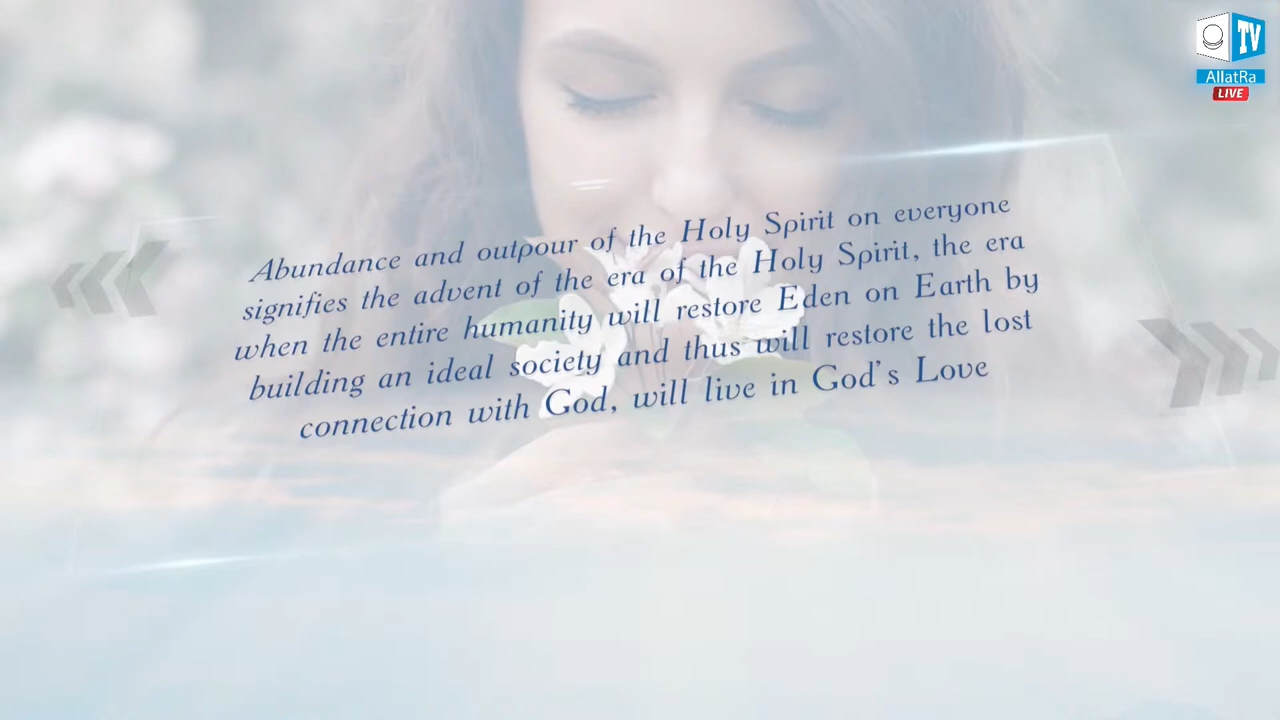 TV
AllatRa
LIVE
Abundance and outpour of the Holy Spirit on everyone
signifies the advent of the era of the Holy Spirit, the era
when the entire humanity will restore Eden on Earth by
building an ideal society and thus will restore the lost
connection with God, will live in God's Love